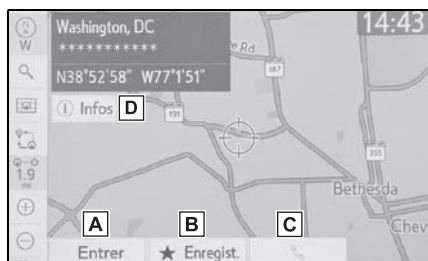 N
A
W
Washington, DC
***********
N38°52'58" W77°1'51"
14:43
Rd
187
Infos D
191
355
1.9
mi
Bethesda
Chev
A B C
Entrer
★ Enregist.